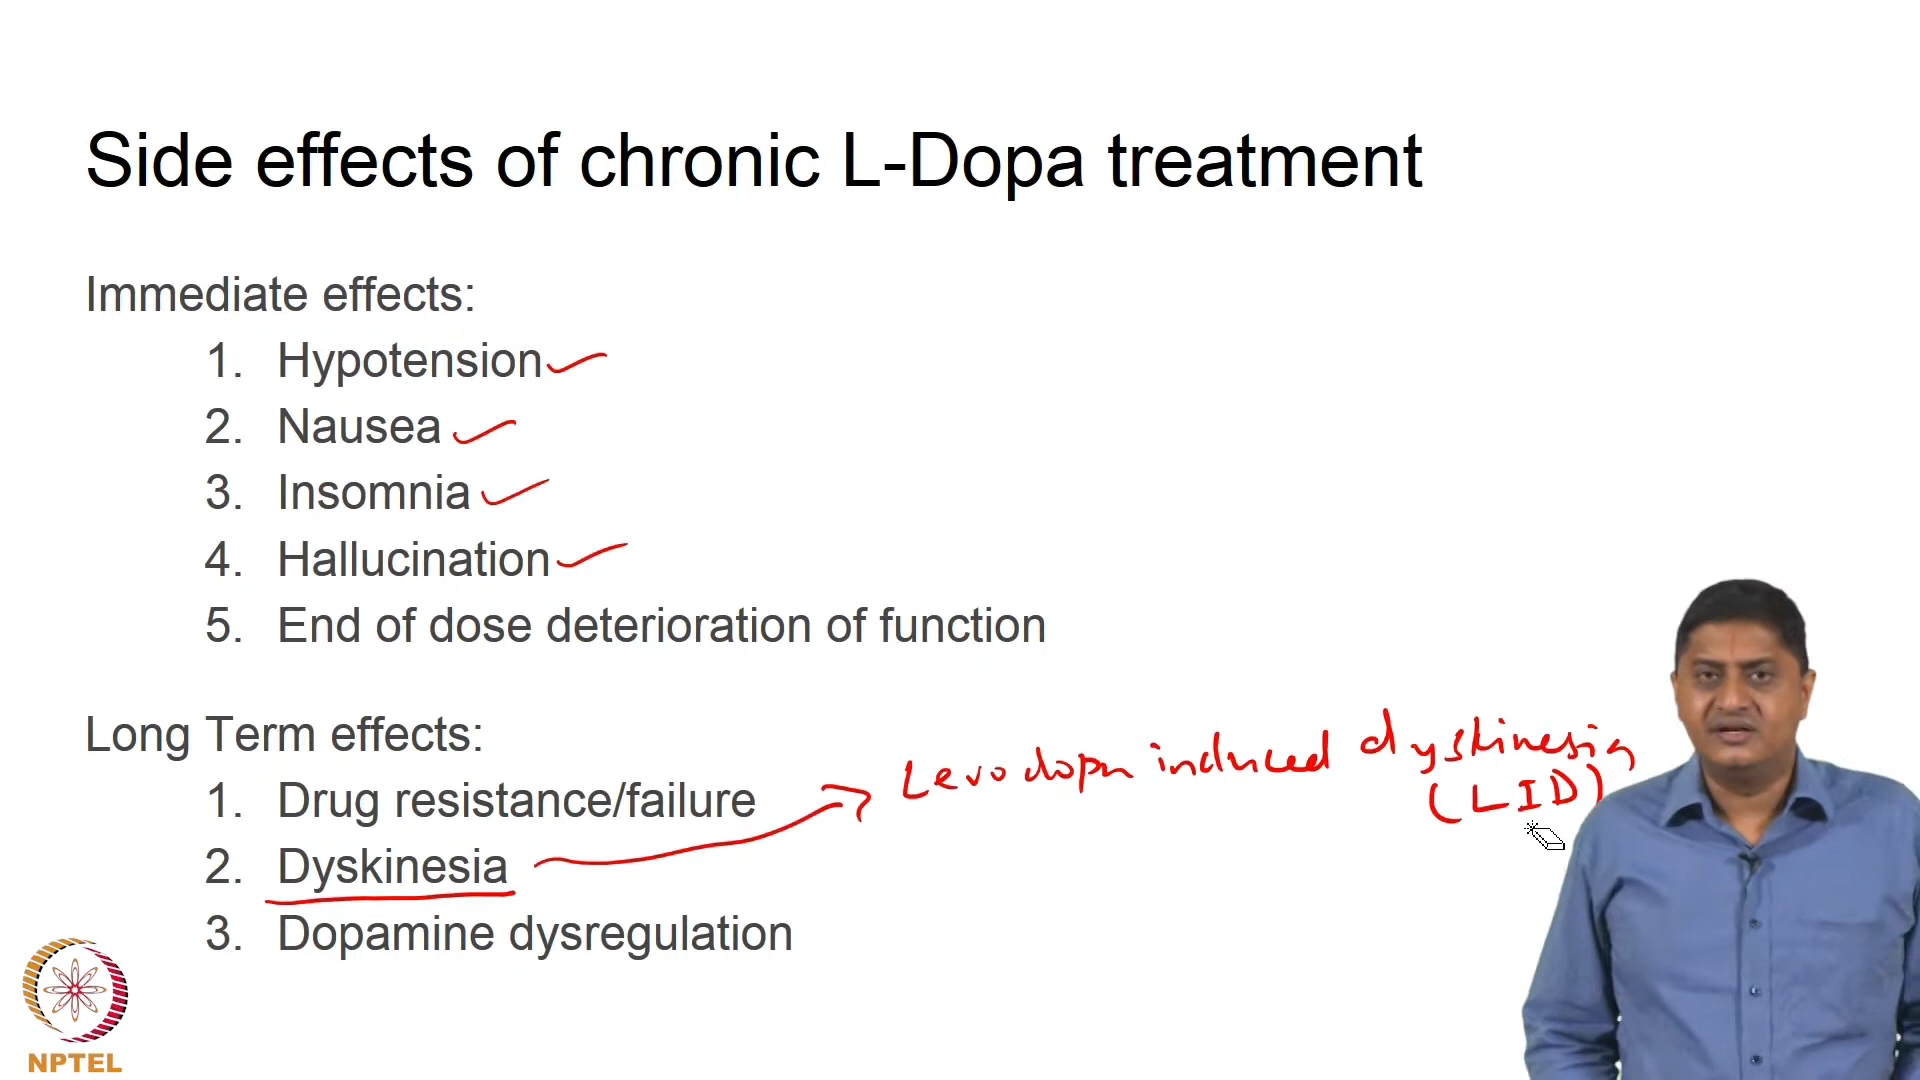 Side effects of chronic L-Dopa treatment
Immediate effects:
1. Hypotension
2. Nausea
3. Insomnia
4. Hallucination
5. End of dose deterioration of function
Long Term effects:
1. Drug resistance/failure
2. Dyskinesia
3. Dopamine dysregulation
Levodopa induced dyskinesia
(LID)
NPTEL